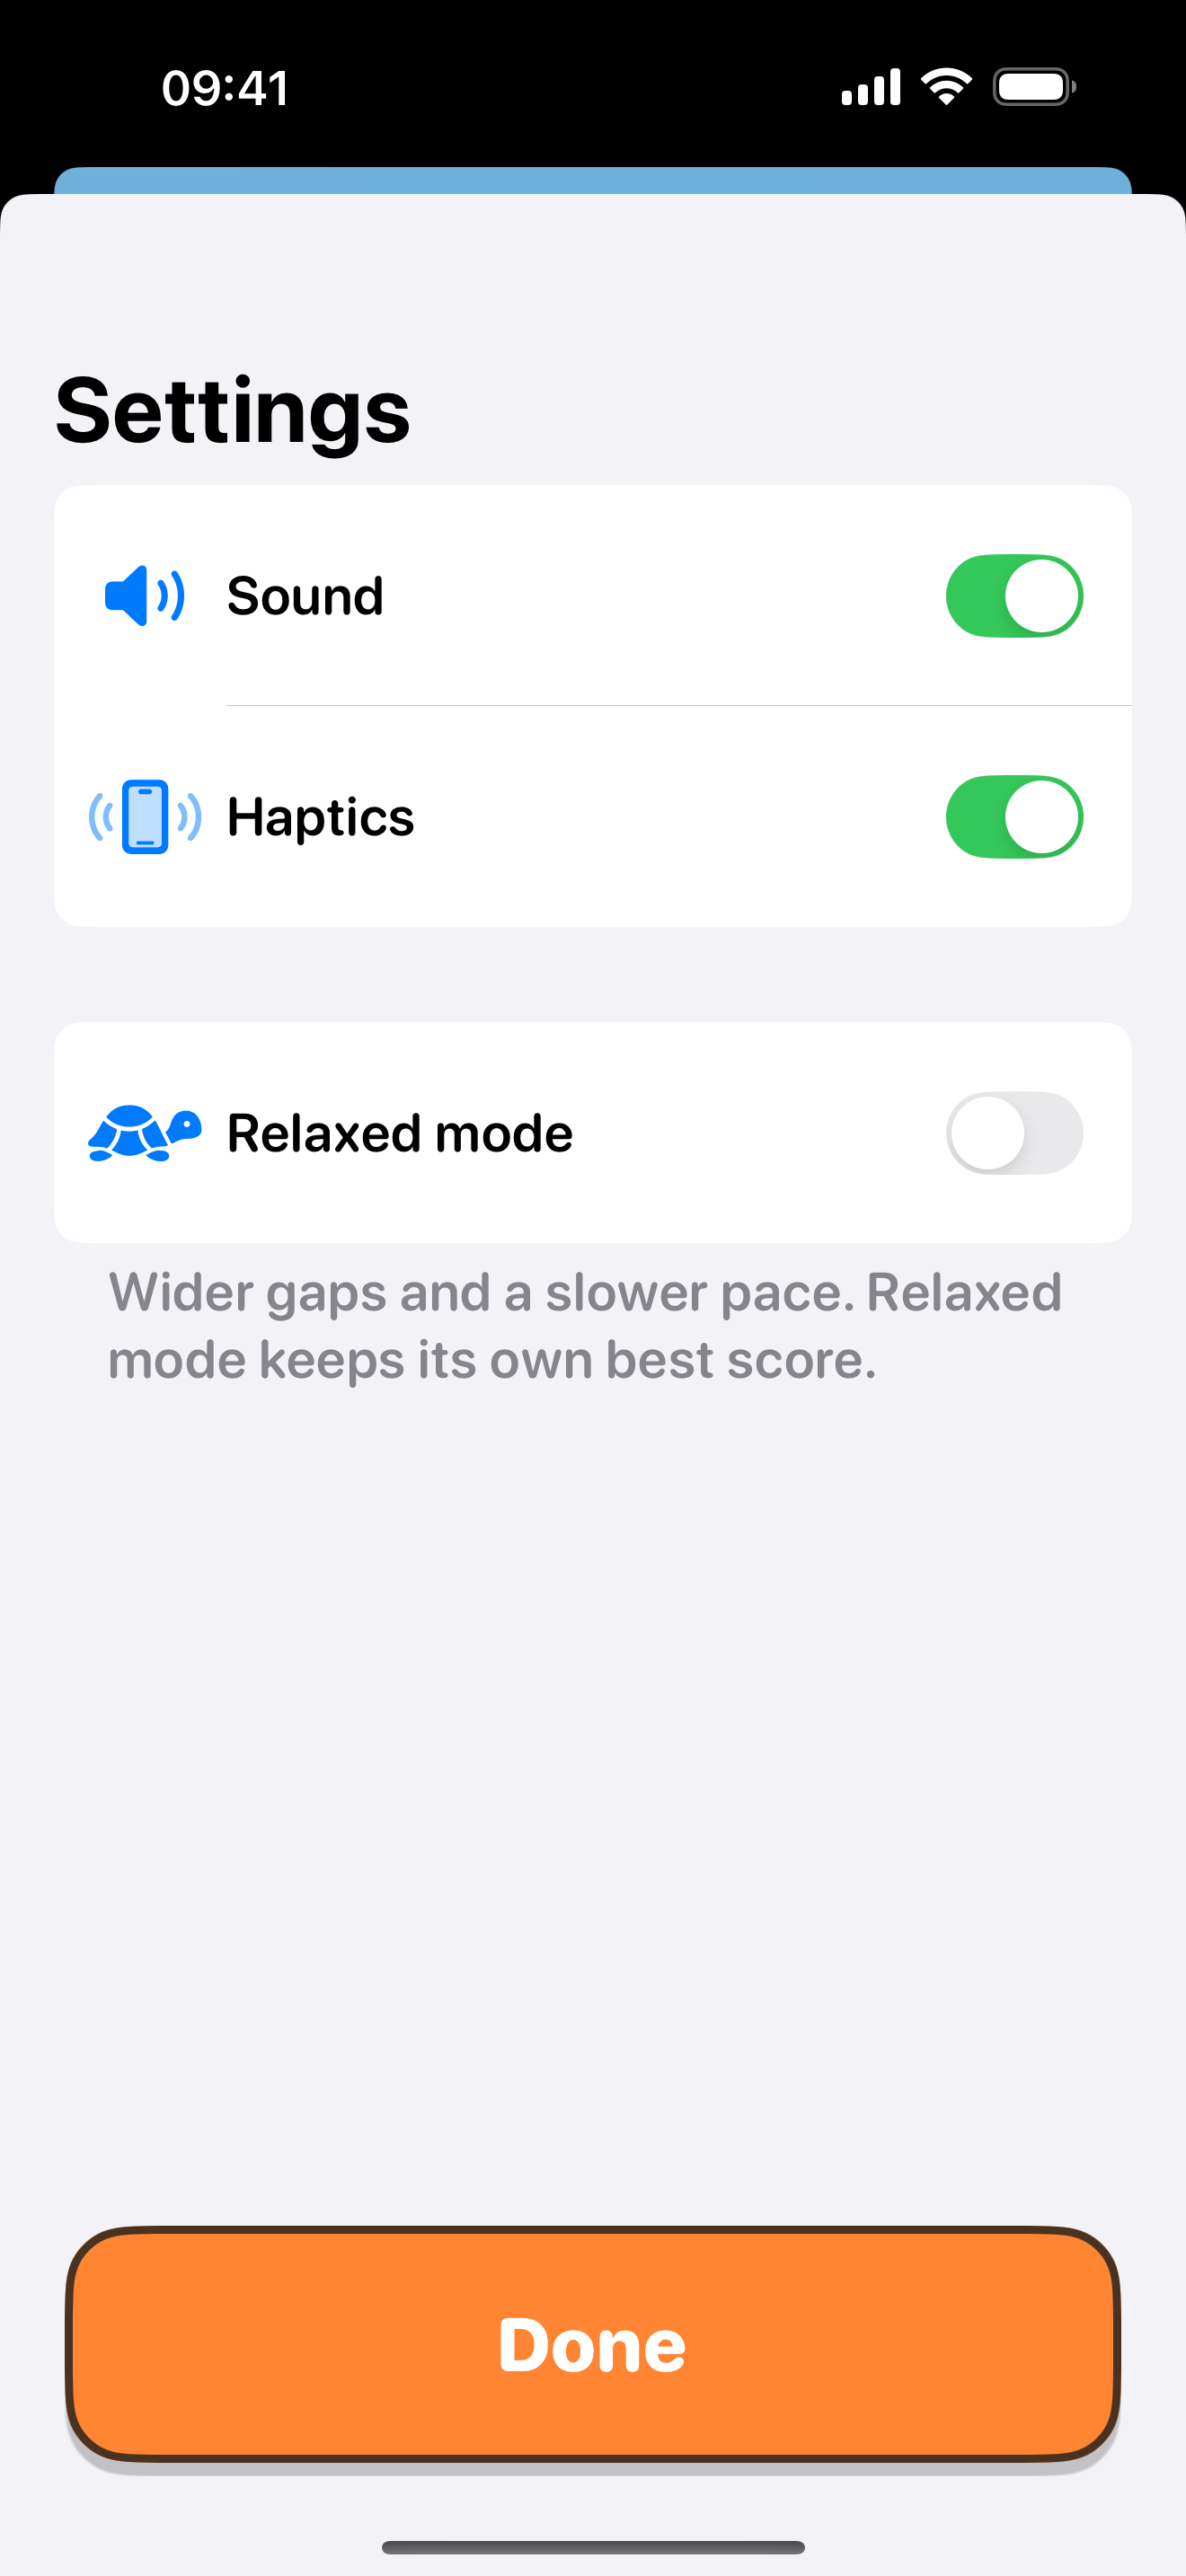 09:41
Settings
Sound
Haptics
Relaxed mode
Wider gaps and a slower pace. Relaxed
mode keeps its own best score.
Done